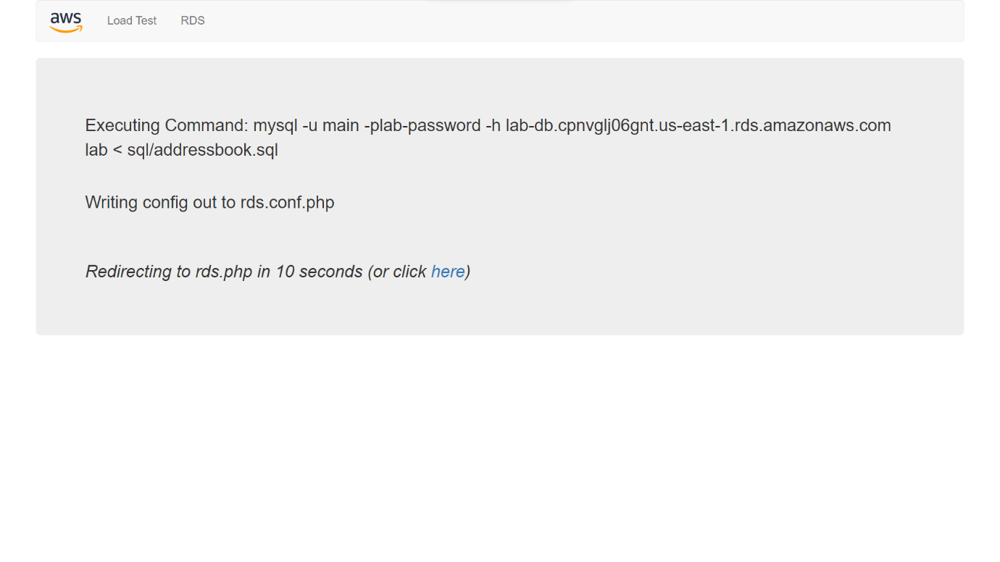 aws Load Test RDS
Executing Command: mysql -u main -plab-password -h lab-db.cpnvglj06gnt.us-east-1.rds.amazonaws.com
lab < sql/addressbook.sql
Writing config out to rds.conf.php
Redirecting to rds.php in 10 seconds (or click here)